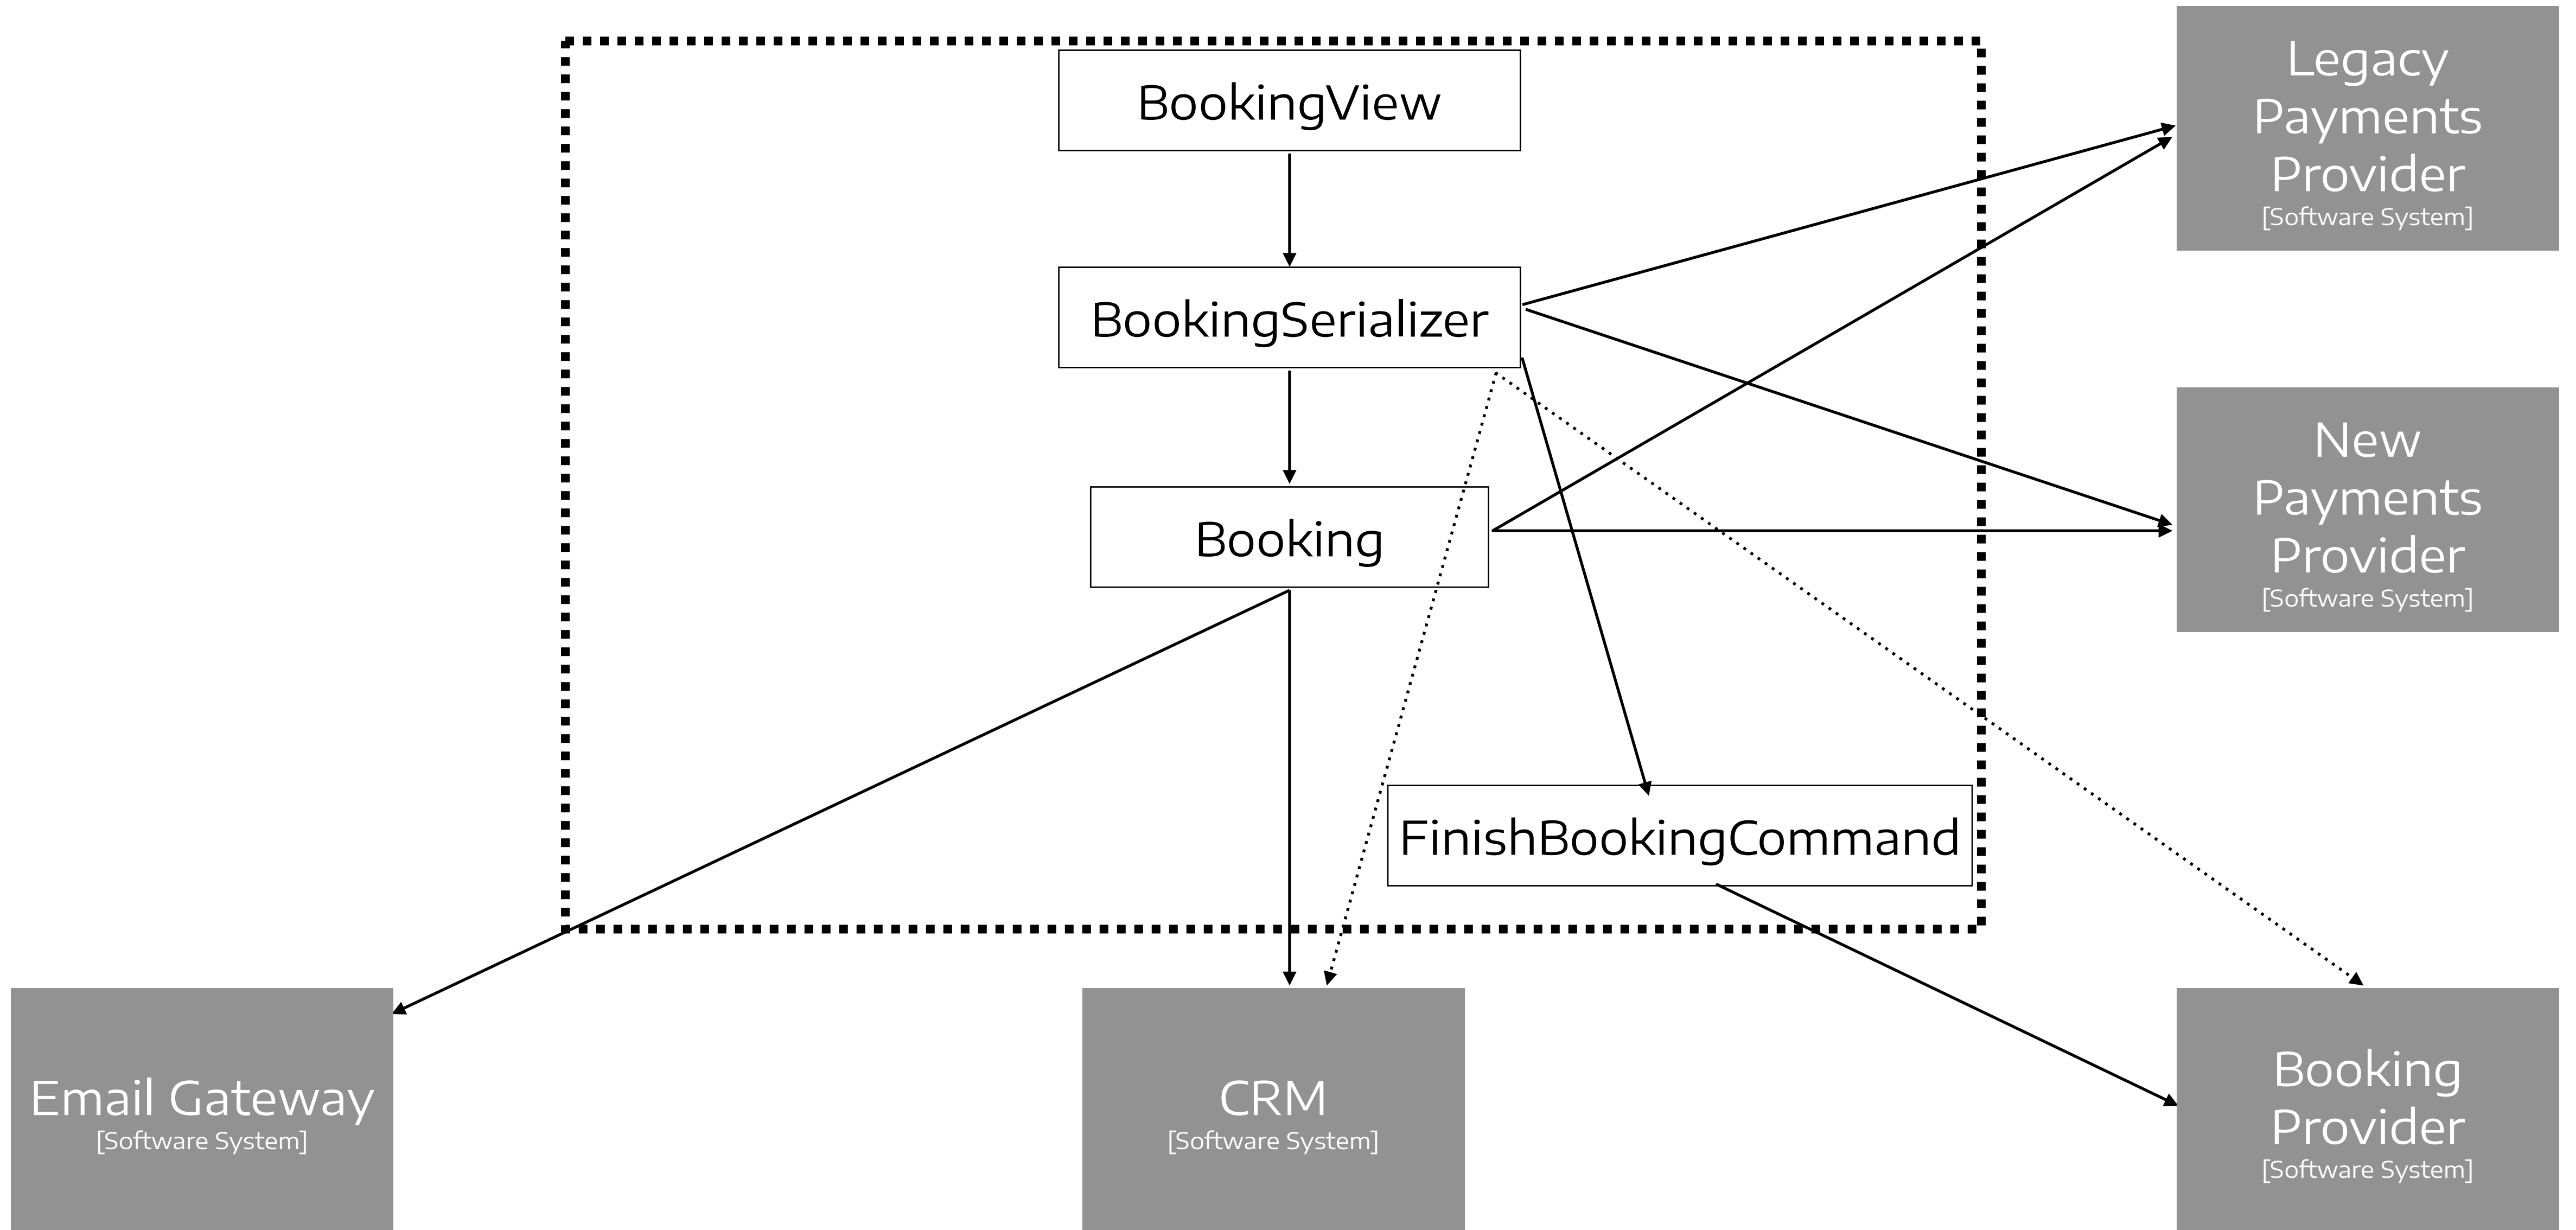 BookingView
BookingSerializer
Booking
FinishBookingCommand
Legacy
Payments
Provider
[Software System]
New
Payments
Provider
[Software System]
Email Gateway
[Software System]
CRM
[Software System]
Booking
Provider
[Software System]